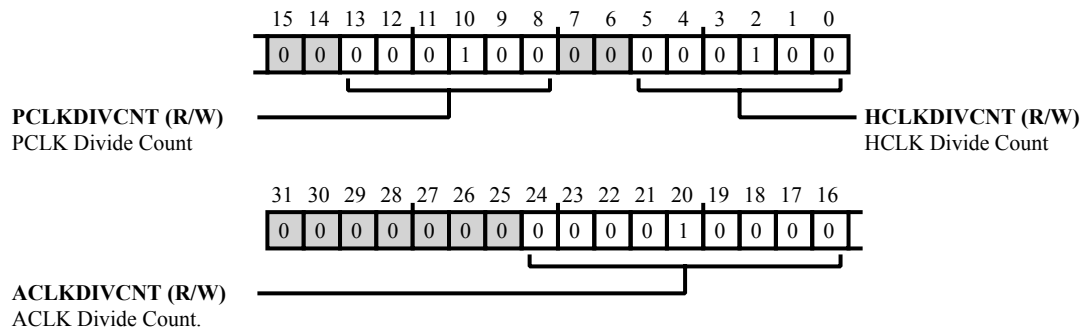 15 14 13 12 11 10 9 8 7 6 5 4 3 2 1 0
0 0 0 0 0 1 0 0 0 0 0 0 0 1 0 0
PCLKDIVCNT (R/W)
PCLK Divide Count
HCLKDIVCNT (R/W)
HCLK Divide Count
31 30 29 28 27 26 25 24 23 22 21 20 19 18 17 16
0 0 0 0 0 0 0 0 0 0 0 1 0 0 0 0
ACLKDIVCNT (R/W)
ACLK Divide Count.